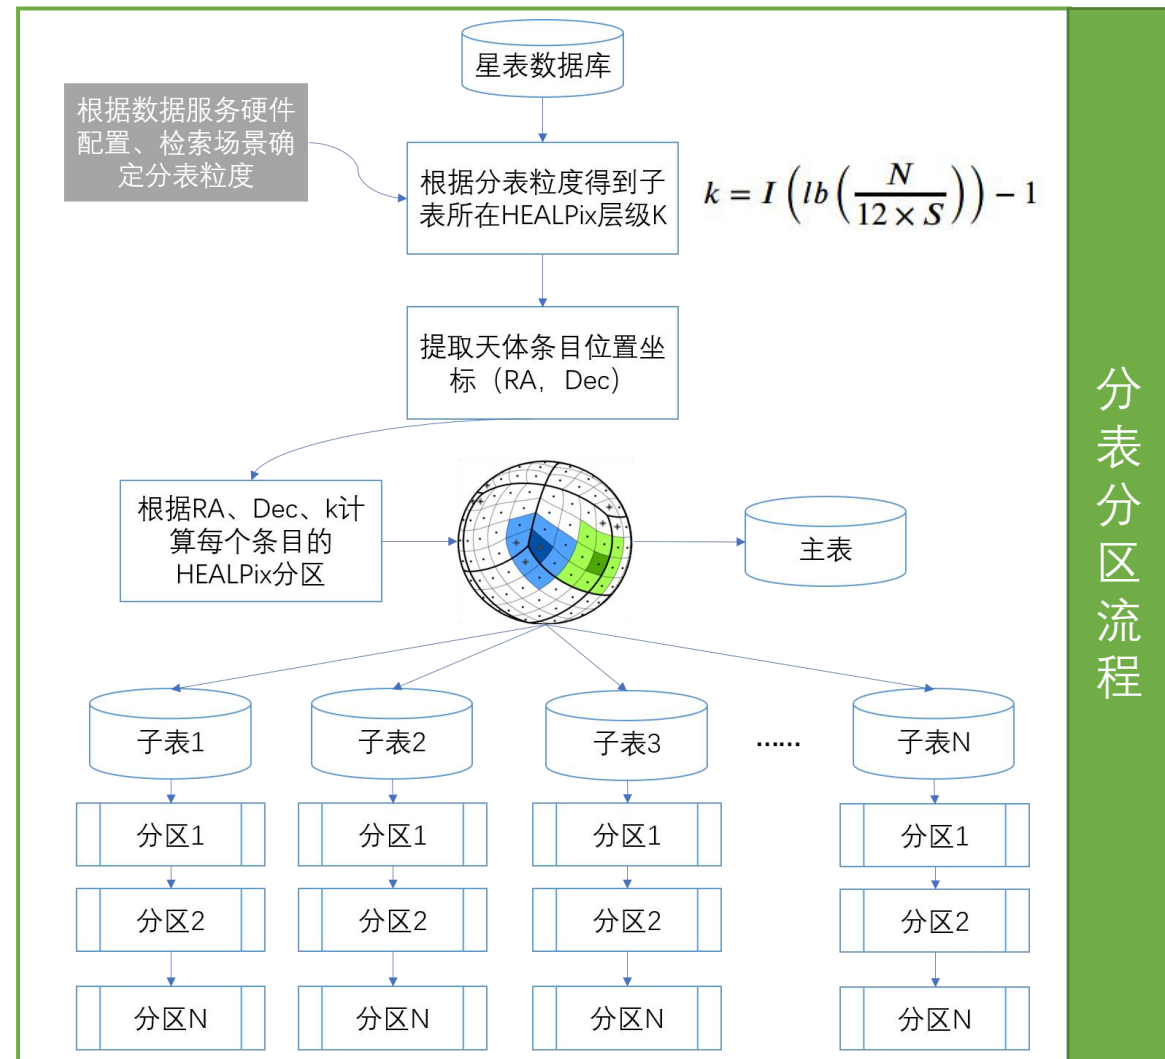 星表数据库
根据数据服务硬件
配置、检索场景确
定分表粒度
根据分表粒度得到子
表所在HEALPix层级K
k = I(lb(N/(12 × S))) − 1
提取天体条目位置坐
标（RA，Dec）
根据RA、Dec、k计
算每个条目的
HEALPix分区
主表
子表1
子表2
子表3
……
子表N
分区1
分区1
分区1
分区1
分区2
分区2
分区2
分区2
分区N
分区N
分区N
分区N
分表分区流程